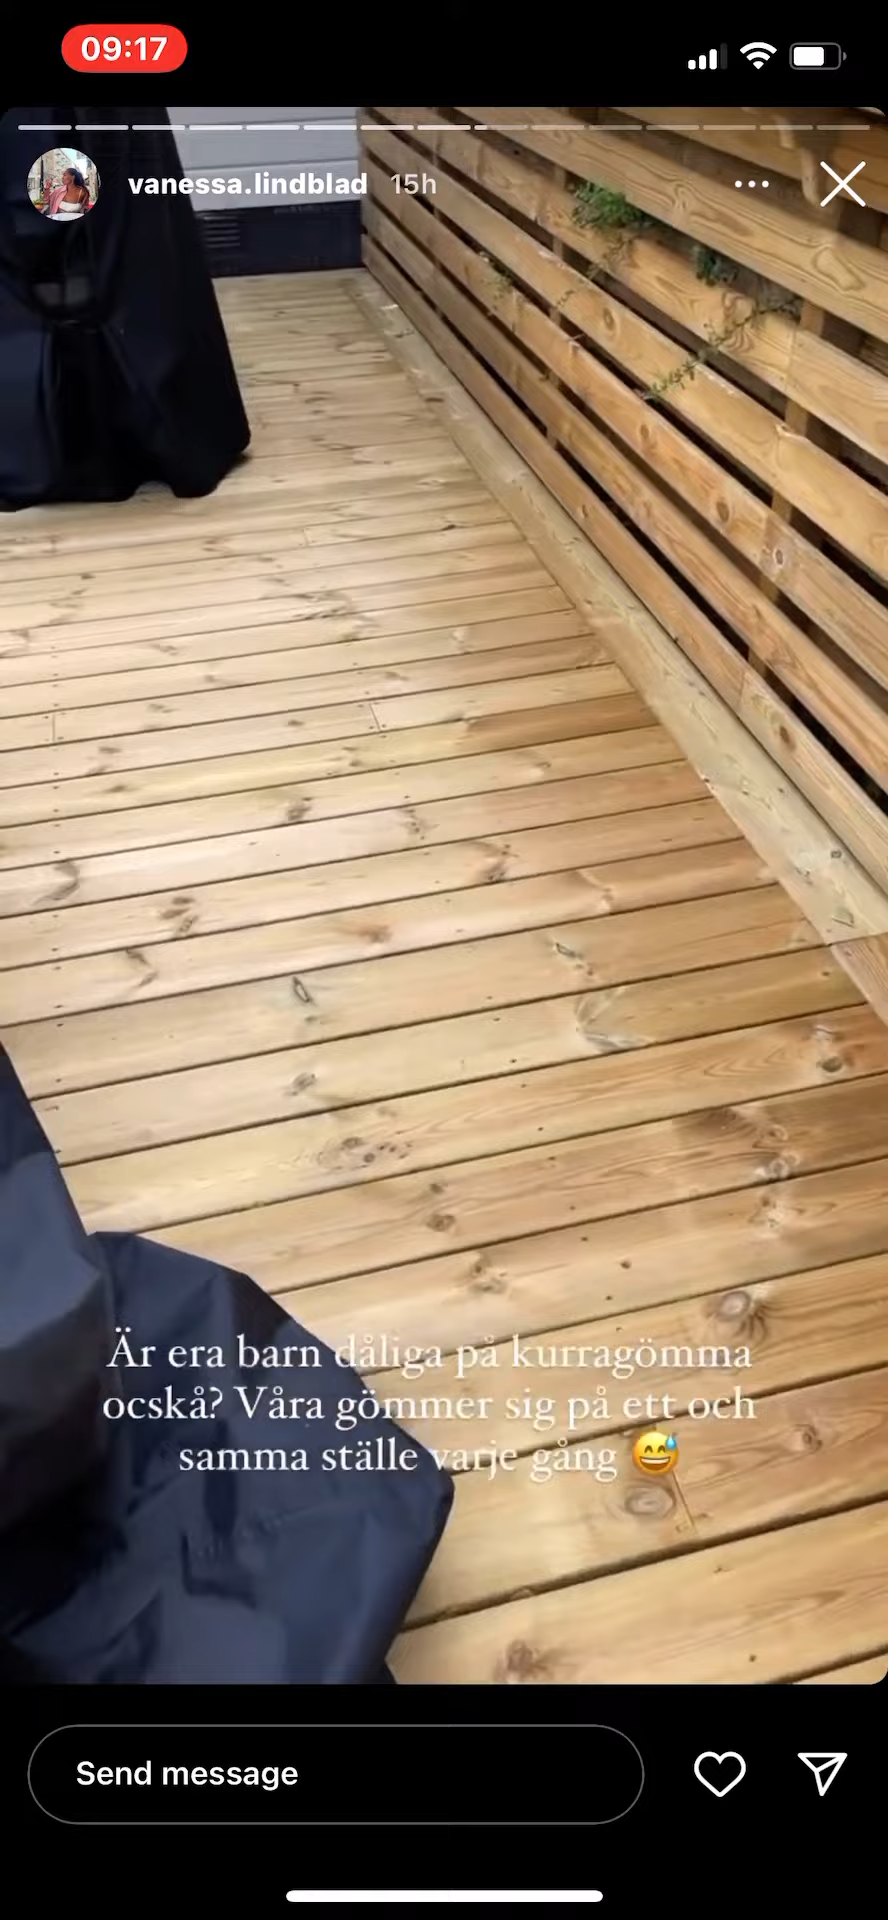 09:17
vanessa.lindblad 15h
Är era barn dåliga på kurragömma
ocskå? Våra gömmer sig på ett och
samma ställe varje gång 😅
Send message